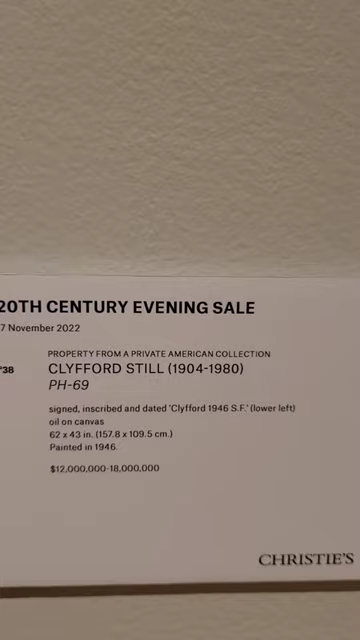 20TH CENTURY EVENING SALE
7 November 2022
PROPERTY FROM A PRIVATE AMERICAN COLLECTION
°38
CLYFFORD STILL (1904-1980)
PH-69
signed, inscribed and dated 'Clyfford 1946 S.F.' (lower left)
oil on canvas
62 x 43 in. (157.8 x 109.5 cm.)
Painted in 1946.
$12,000,000-18,000,000
CHRISTIE'S